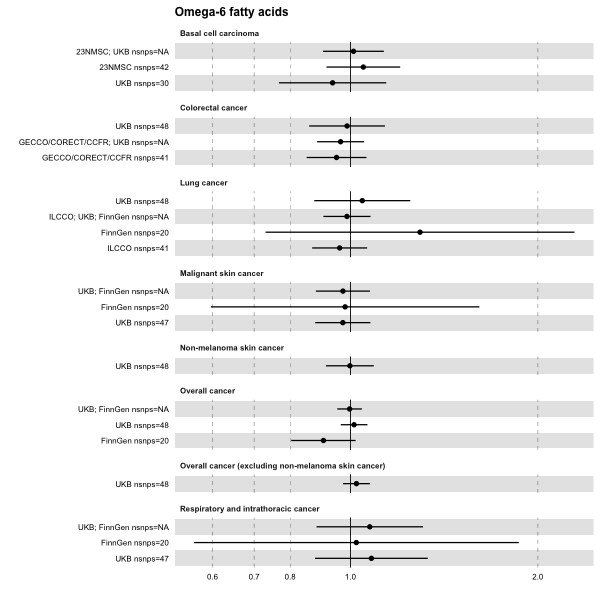 Omega-6 fatty acids
Basal cell carcinoma
23NMSC; UKB nsnps=NA
23NMSC nsnps=42
UKB nsnps=30
Colorectal cancer
UKB nsnps=48
GECCO/CORECT/CCFR; UKB nsnps=NA
GECCO/CORECT/CCFR nsnps=41
Lung cancer
UKB nsnps=48
ILCCO; UKB; FinnGen nsnps=NA
FinnGen nsnps=20
ILCCO nsnps=41
Malignant skin cancer
UKB; FinnGen nsnps=NA
FinnGen nsnps=20
UKB nsnps=47
Non-melanoma skin cancer
UKB nsnps=48
Overall cancer
UKB; FinnGen nsnps=NA
UKB nsnps=48
FinnGen nsnps=20
Overall cancer (excluding non-melanoma skin cancer)
UKB nsnps=48
Respiratory and intrathoracic cancer
UKB; FinnGen nsnps=NA
FinnGen nsnps=20
UKB nsnps=47
0.6 0.7 0.8 1.0 2.0